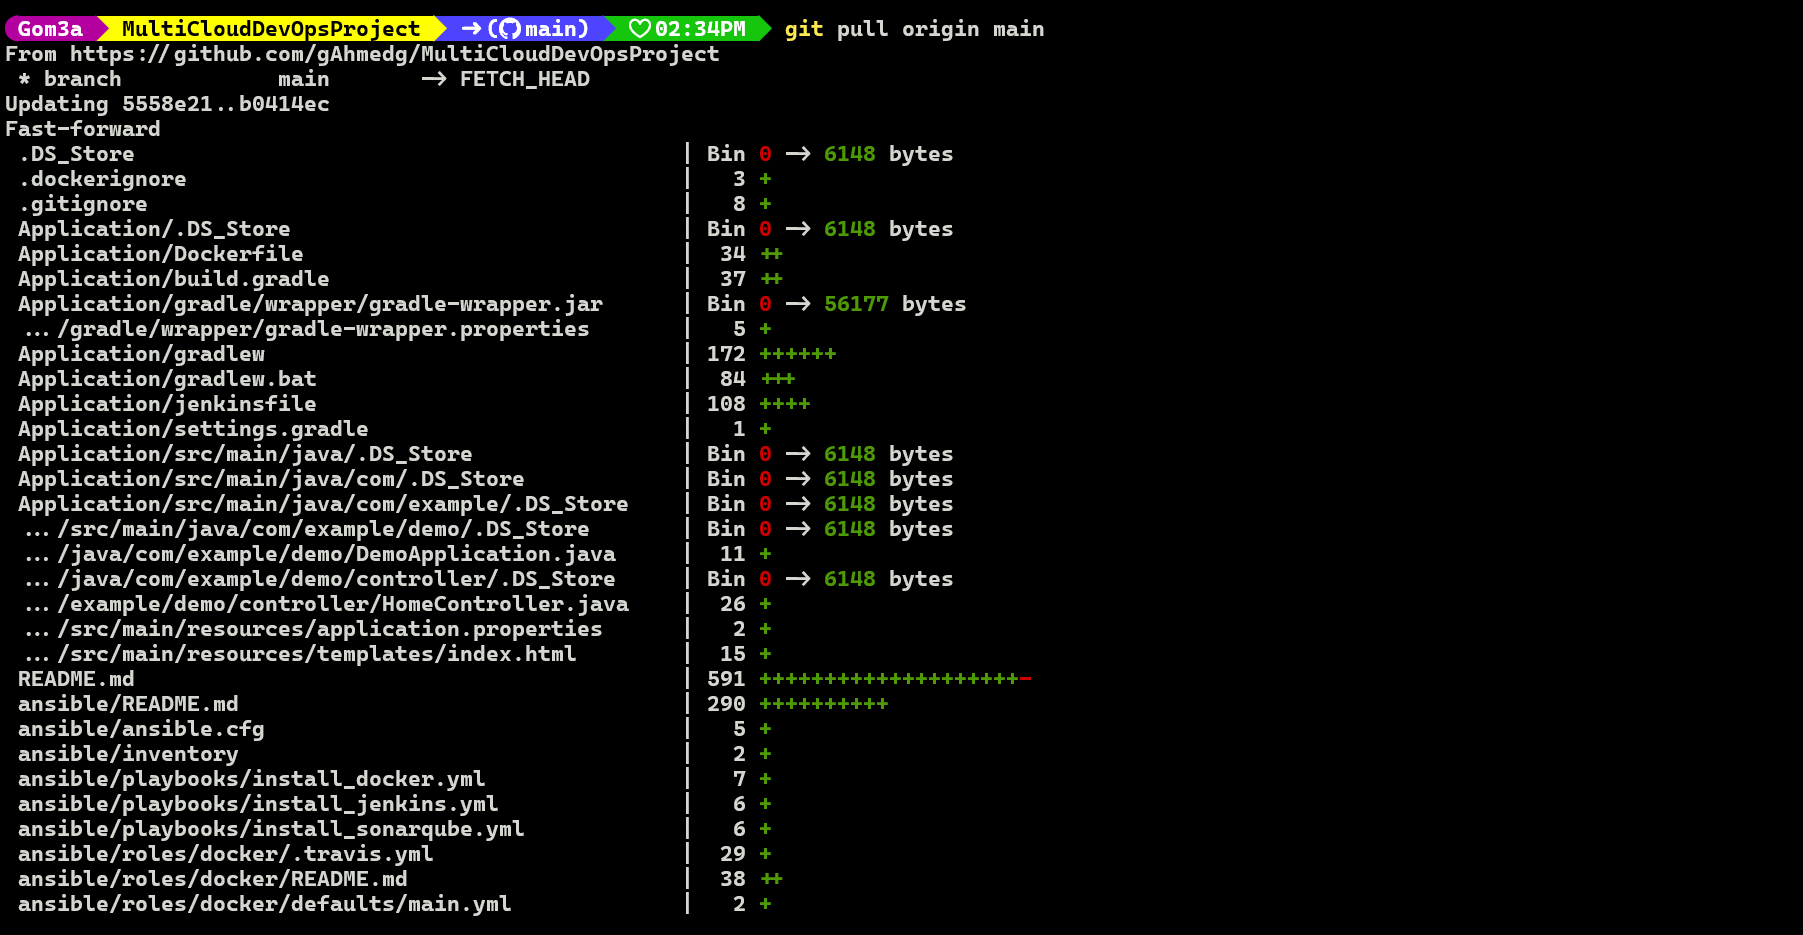 Gom3a MultiCloudDevOpsProject → (main) ♡02:34PM git pull origin main
From https://github.com/gAhmedg/MultiCloudDevOpsProject
 * branch            main       -> FETCH_HEAD
Updating 5558e21..b0414ec
Fast-forward
 .DS_Store | Bin 0 -> 6148 bytes
 .dockerignore | 3 +
 .gitignore | 8 +
 Application/.DS_Store | Bin 0 -> 6148 bytes
 Application/Dockerfile | 34 ++
 Application/build.gradle | 37 ++
 Application/gradle/wrapper/gradle-wrapper.jar | Bin 0 -> 56177 bytes
 .../gradle/wrapper/gradle-wrapper.properties | 5 +
 Application/gradlew | 172 ++++++
 Application/gradlew.bat | 84 +++
 Application/jenkinsfile | 108 ++++
 Application/settings.gradle | 1 +
 Application/src/main/java/.DS_Store | Bin 0 -> 6148 bytes
 Application/src/main/java/com/.DS_Store | Bin 0 -> 6148 bytes
 Application/src/main/java/com/example/.DS_Store | Bin 0 -> 6148 bytes
 .../src/main/java/com/example/demo/.DS_Store | Bin 0 -> 6148 bytes
 .../java/com/example/demo/DemoApplication.java | 11 +
 .../java/com/example/demo/controller/.DS_Store | Bin 0 -> 6148 bytes
 .../example/demo/controller/HomeController.java | 26 +
 .../src/main/resources/application.properties | 2 +
 .../src/main/resources/templates/index.html | 15 +
 README.md | 591 ++++++++++++++++++++-
 ansible/README.md | 290 ++++++++++
 ansible/ansible.cfg | 5 +
 ansible/inventory | 2 +
 ansible/playbooks/install_docker.yml | 7 +
 ansible/playbooks/install_jenkins.yml | 6 +
 ansible/playbooks/install_sonarqube.yml | 6 +
 ansible/roles/docker/.travis.yml | 29 +
 ansible/roles/docker/README.md | 38 ++
 ansible/roles/docker/defaults/main.yml | 2 +